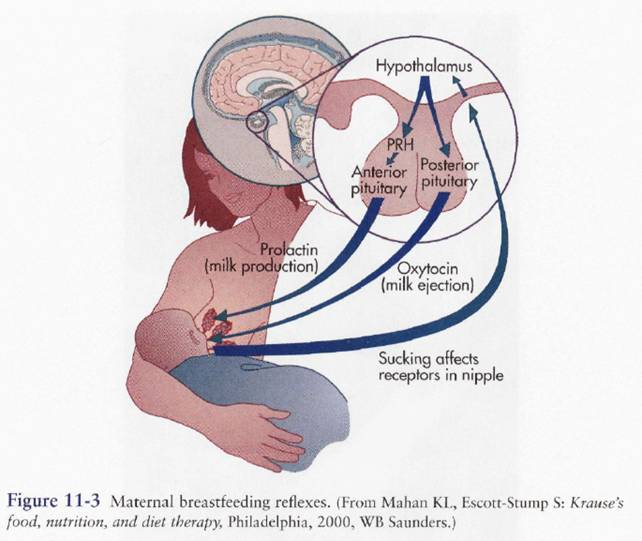 Hypothalamus
PRH
Anterior
pituitary
Posterior
pituitary
Prolactin
(milk production)
Oxytocin
(milk ejection)
Sucking affects
receptors in nipple
Figure 11-3 Maternal breastfeeding reflexes. (From Mahan KL, Escott-Stump S: Krause's
food, nutrition, and diet therapy, Philadelphia, 2000, WB Saunders.)